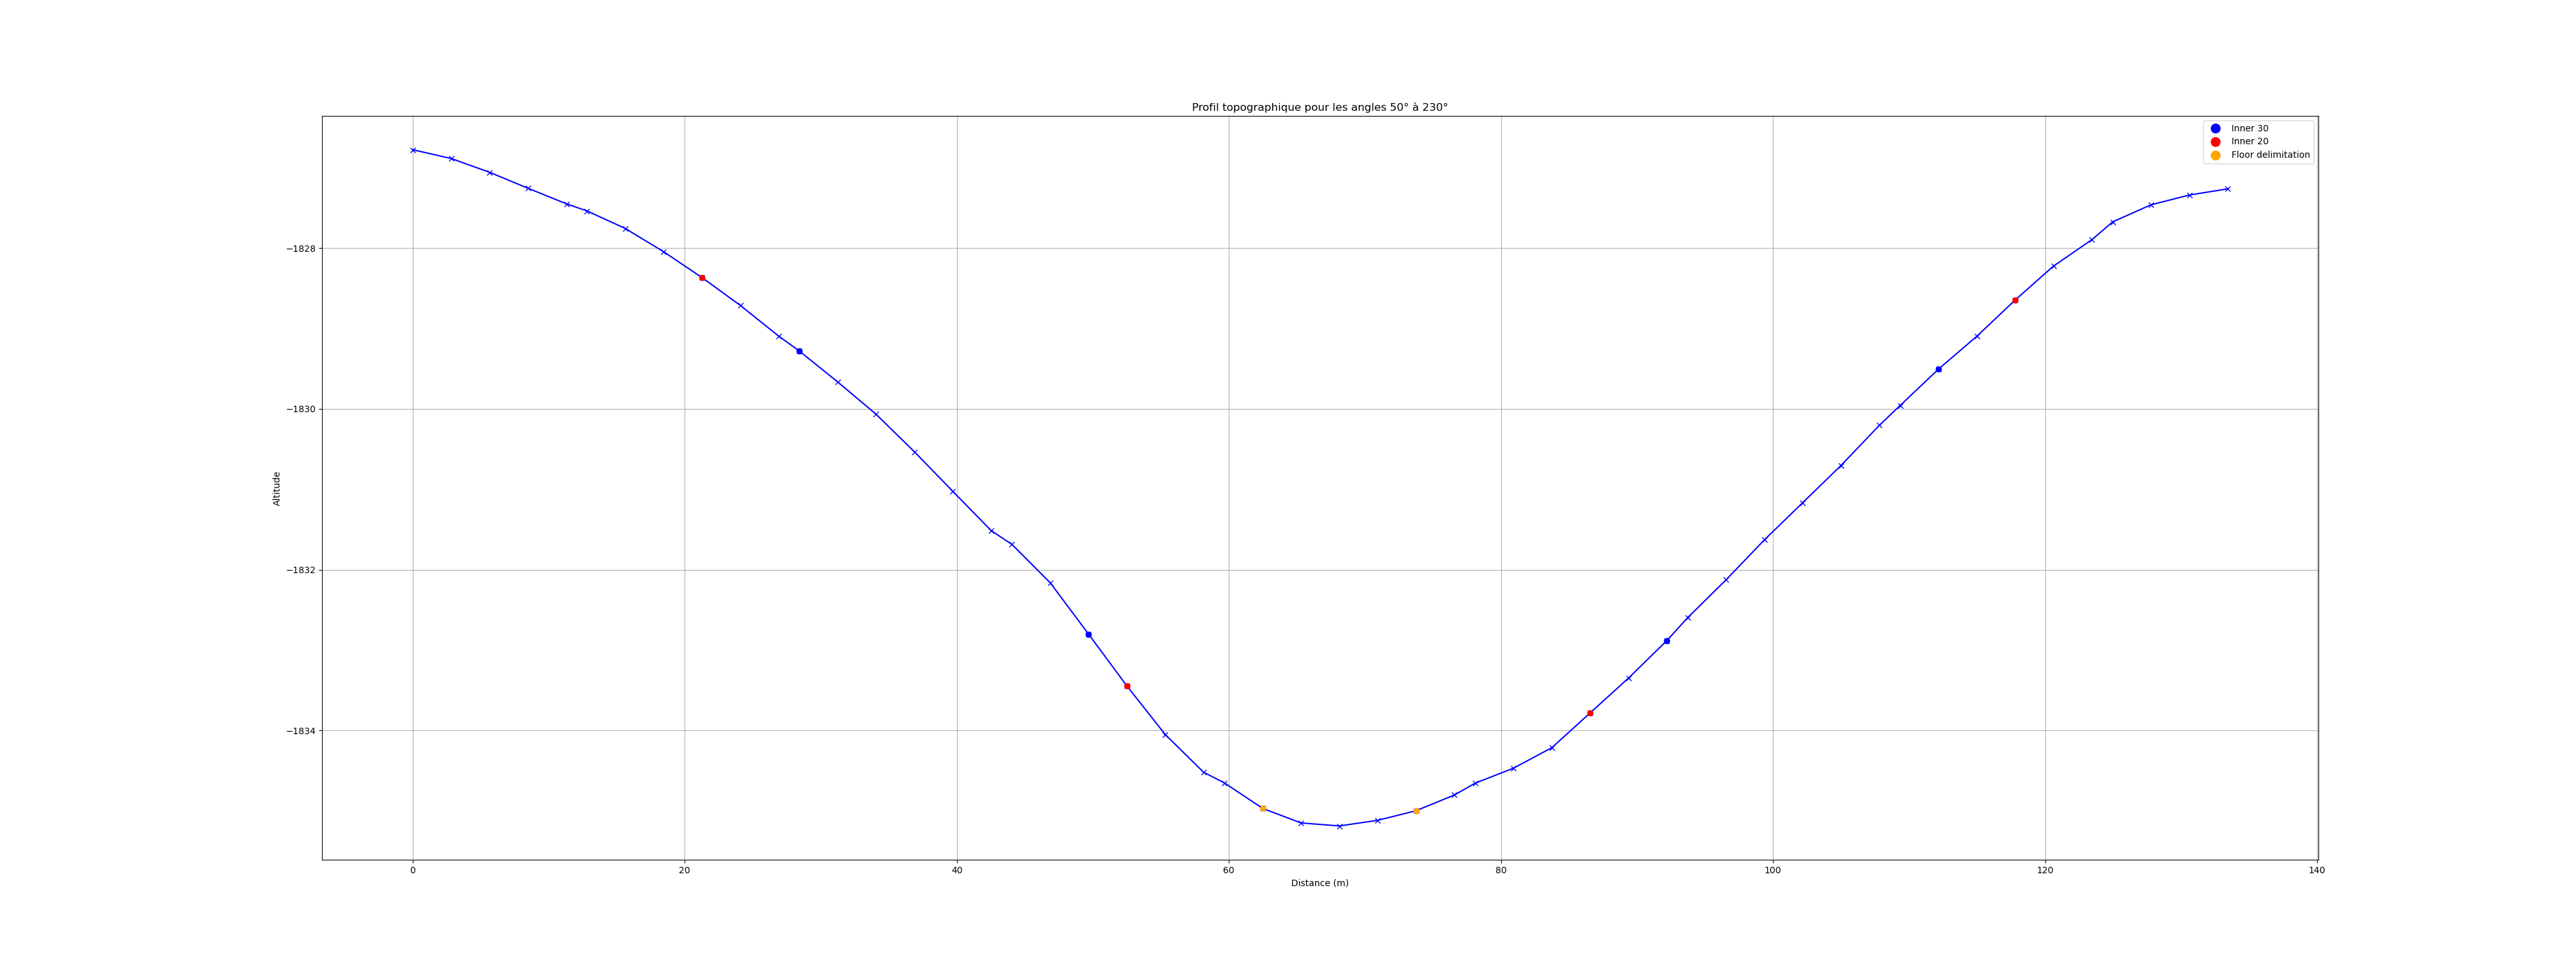 Profil topographique pour les angles 50° à 230°
Inner 30
Inner 20
Floor delimitation
−1828
−1830
−1832
−1834
Altitude
0 20 40 60 80 100 120 140
Distance (m)